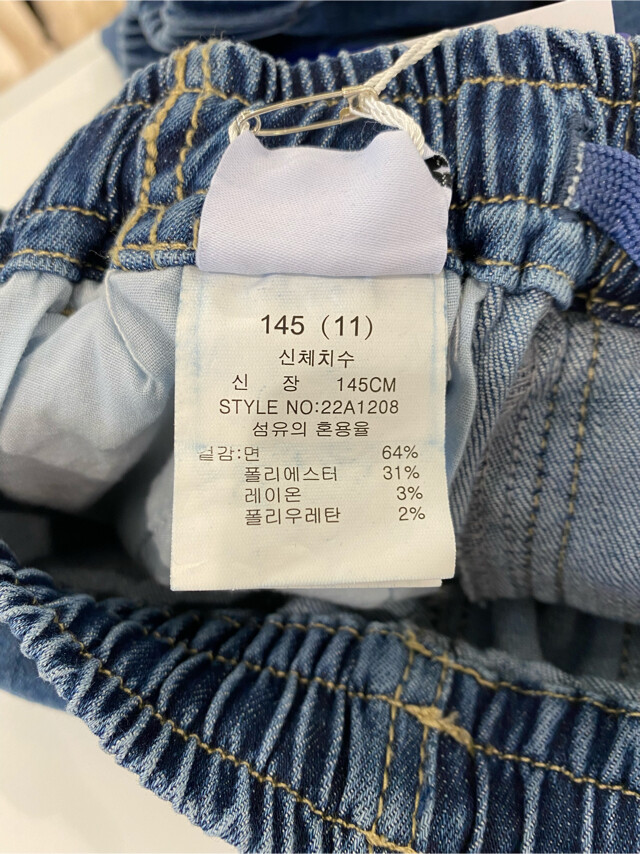 145 (11)
신체치수
신 장 145CM
STYLE NO:22A1208
섬유의 혼용율
겉감:면 64%
폴리에스터 31%
레이온 3%
폴리우레탄 2%